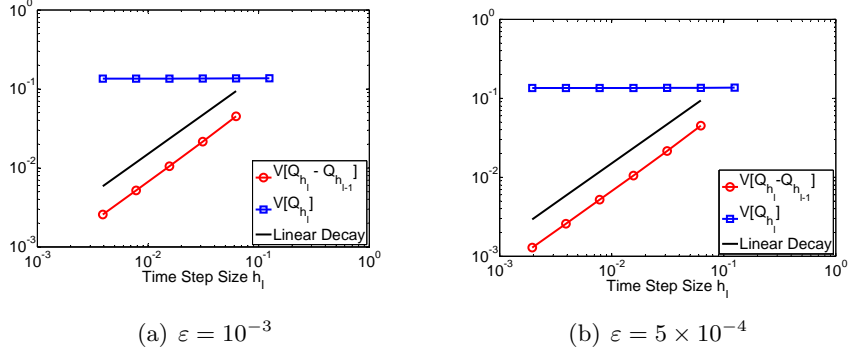 10^0
10^-1
10^-2
10^-3
10^-3 10^-2 10^-1 10^0
Time Step Size h_l
V[Q_{h_l} - Q_{h_{l-1}}]
V[Q_{h_l}]
Linear Decay
(a) ε = 10^{-3}
10^0
10^-1
10^-2
10^-3
10^-3 10^-2 10^-1 10^0
Time Step Size h_l
V[Q_{h_l}-Q_{h_{l-1}}]
V[Q_{h_l}]
Linear Decay
(b) ε = 5 × 10^{-4}